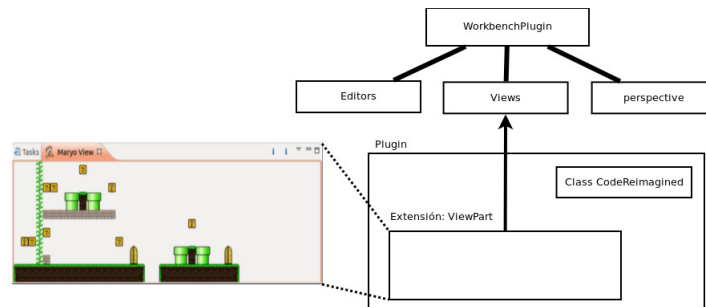 WorkbenchPlugin
Editors
Views
perspective
Tasks
Maryo View
Plugin
Class CodeReimagined
Extensión: ViewPart